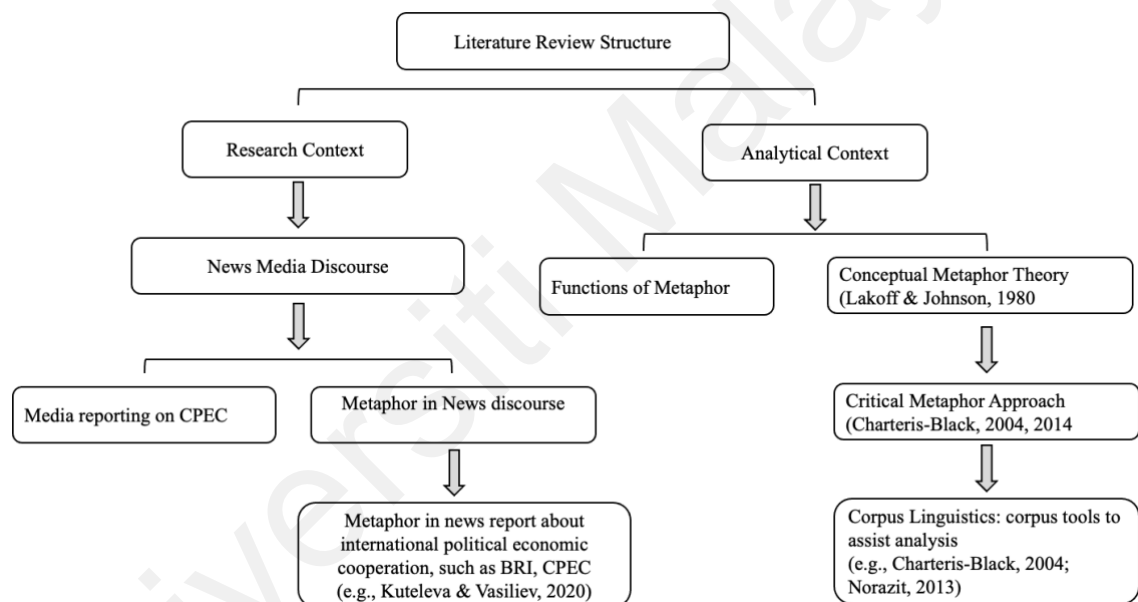 Literature Review Structure
Research Context
Analytical Context
News Media Discourse
Functions of Metaphor
Conceptual Metaphor Theory
(Lakoff & Johnson, 1980
Media reporting on CPEC
Metaphor in News discourse
Critical Metaphor Approach
(Charteris-Black, 2004, 2014
Metaphor in news report about
international political economic
cooperation, such as BRI, CPEC
(e.g., Kuteleva & Vasiliev, 2020)
Corpus Linguistics: corpus tools to
assist analysis
(e.g., Charteris-Black, 2004;
Norazit, 2013)
versiti Malay